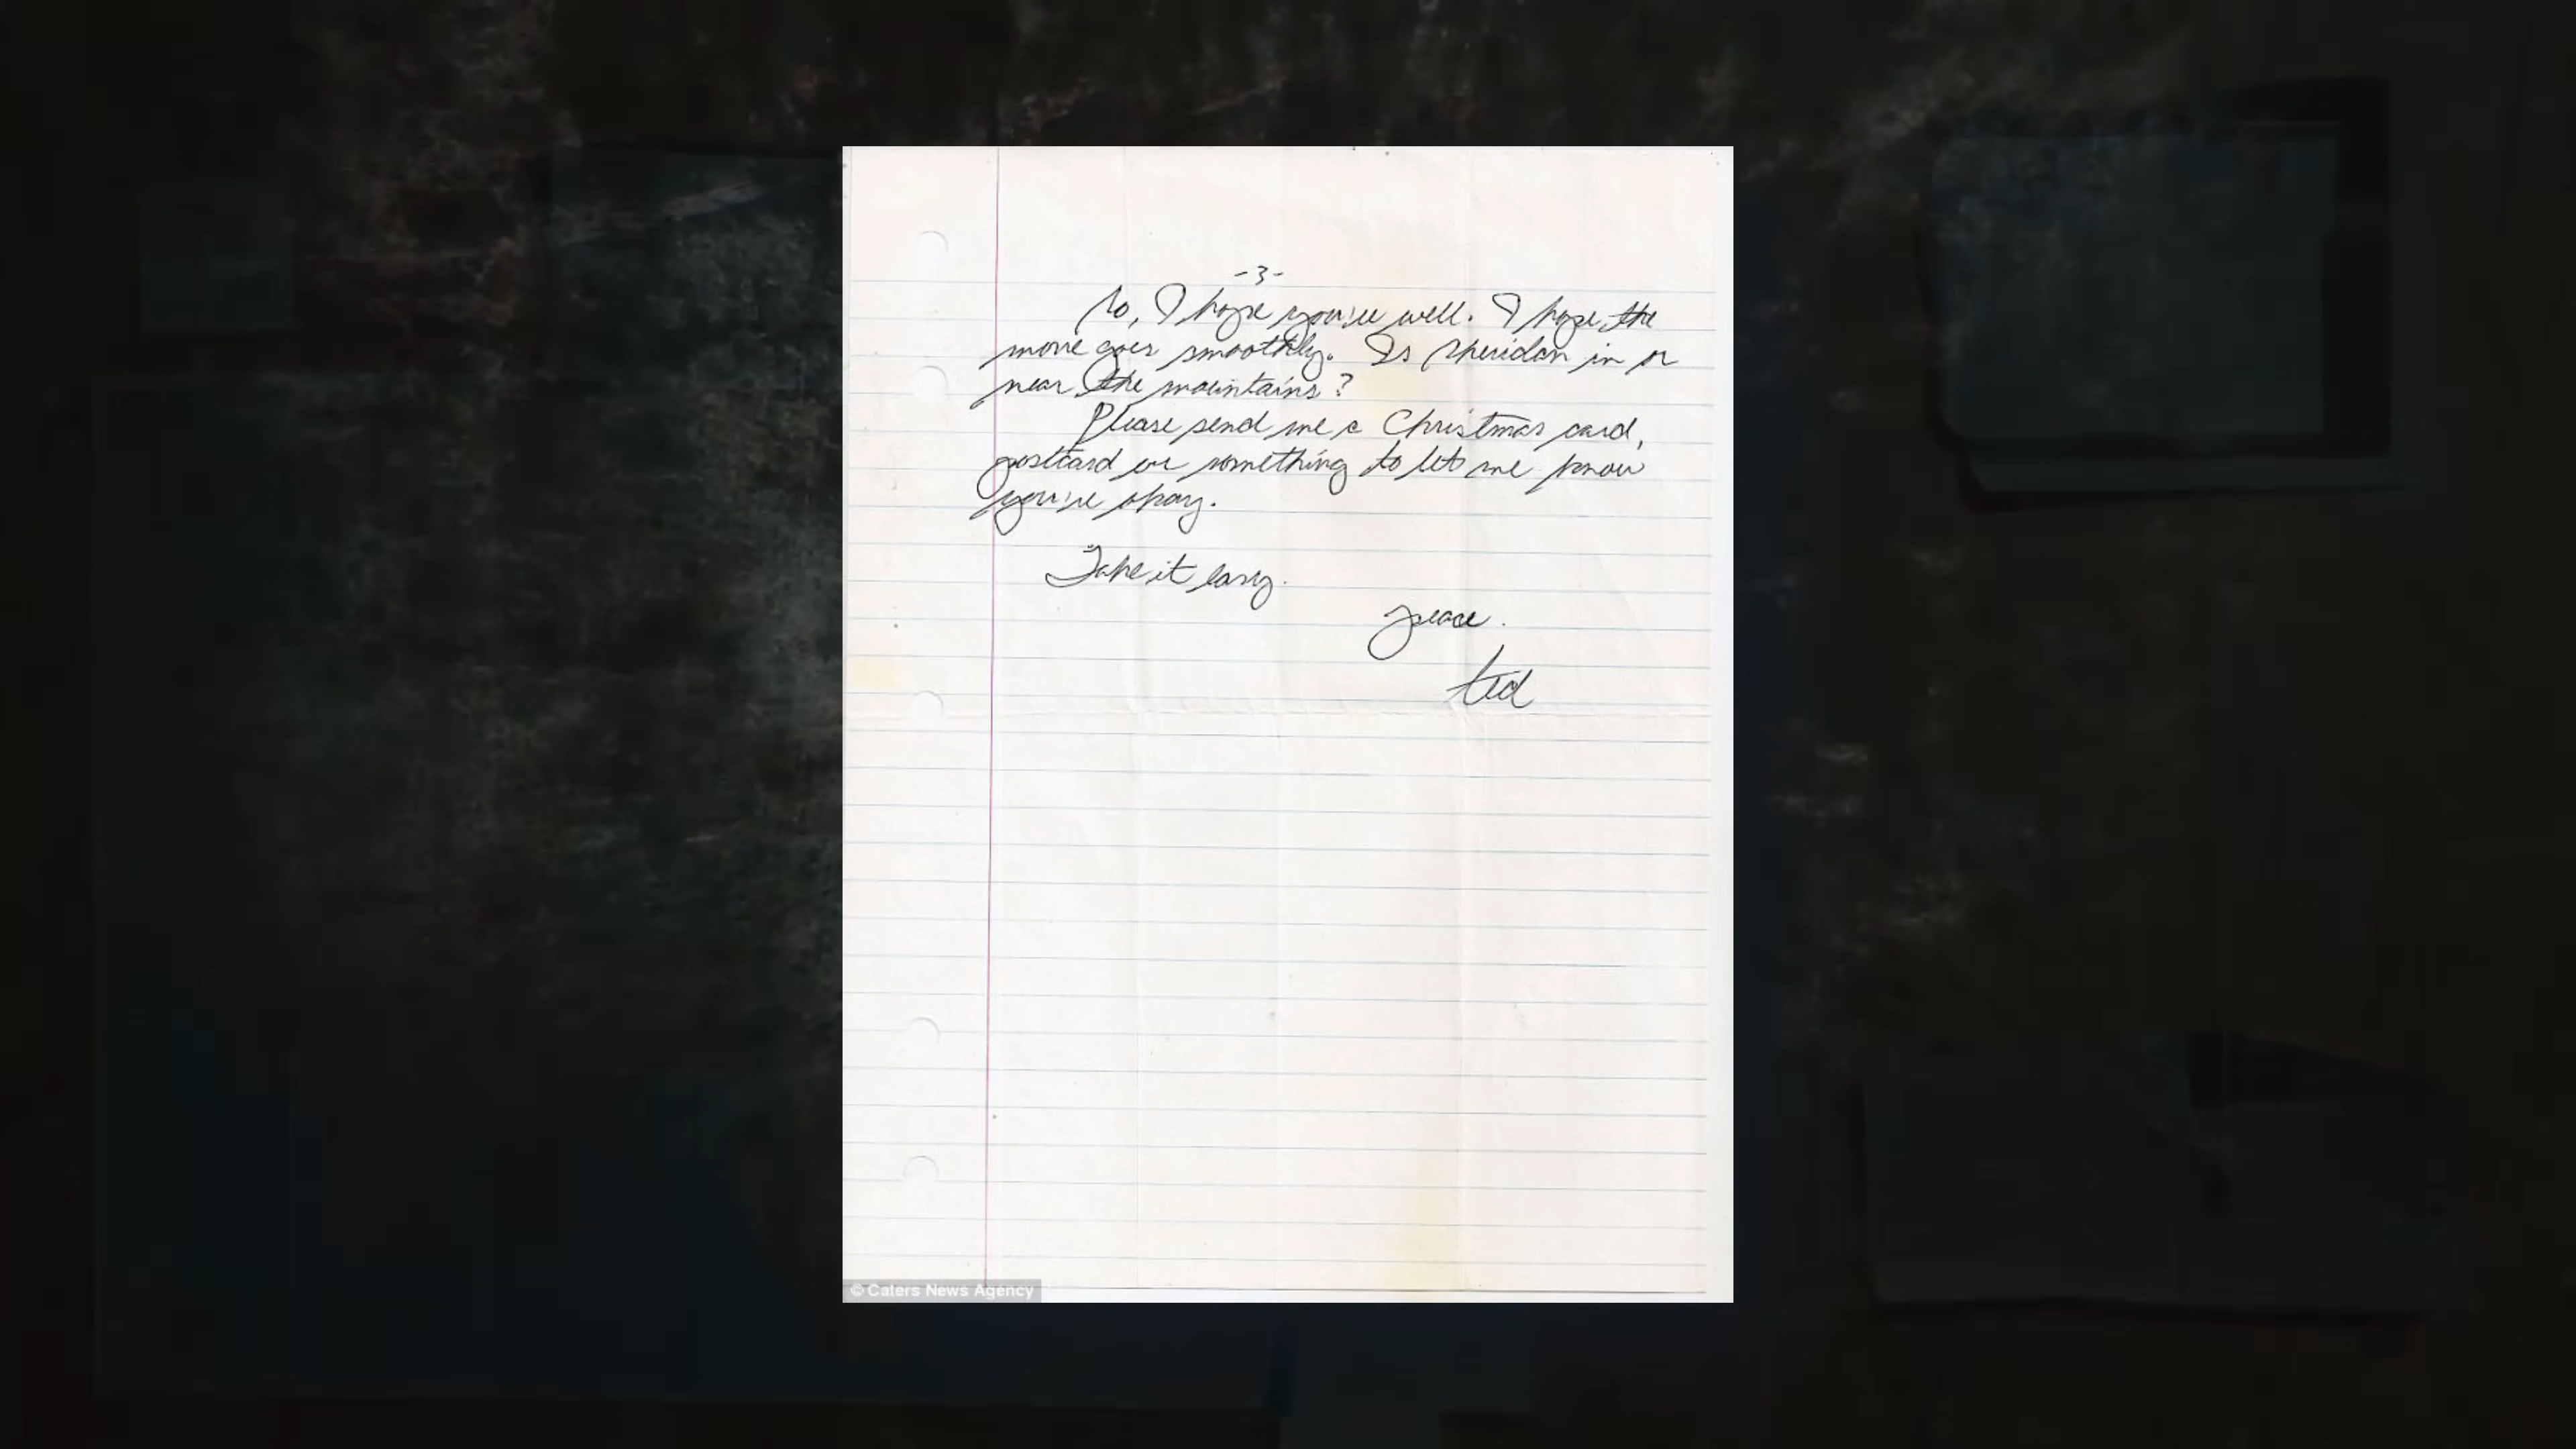 -3-
So, I hope you're well. I hope the
move goes smoothly. Is Sheridan in or
near the mountains?
Please send me a Christmas card,
postcard or something to let me know
you're okay.
Take it easy.
peace.
ted
© Caters News Agency